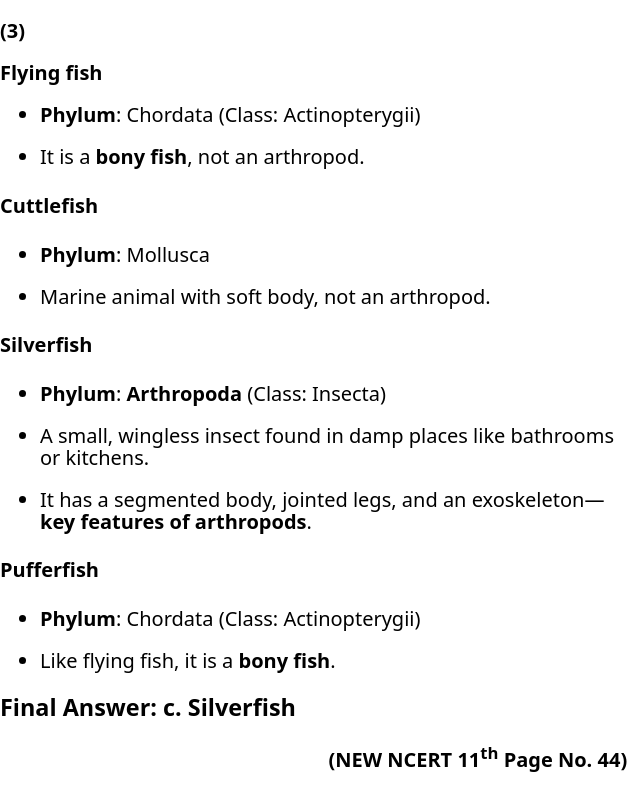 (3)
Flying fish
• Phylum: Chordata (Class: Actinopterygii)
• It is a bony fish, not an arthropod.
Cuttlefish
• Phylum: Mollusca
• Marine animal with soft body, not an arthropod.
Silverfish
• Phylum: Arthropoda (Class: Insecta)
• A small, wingless insect found in damp places like bathrooms
or kitchens.
• It has a segmented body, jointed legs, and an exoskeleton—
key features of arthropods.
Pufferfish
• Phylum: Chordata (Class: Actinopterygii)
• Like flying fish, it is a bony fish.
Final Answer: c. Silverfish
(NEW NCERT 11th Page No. 44)